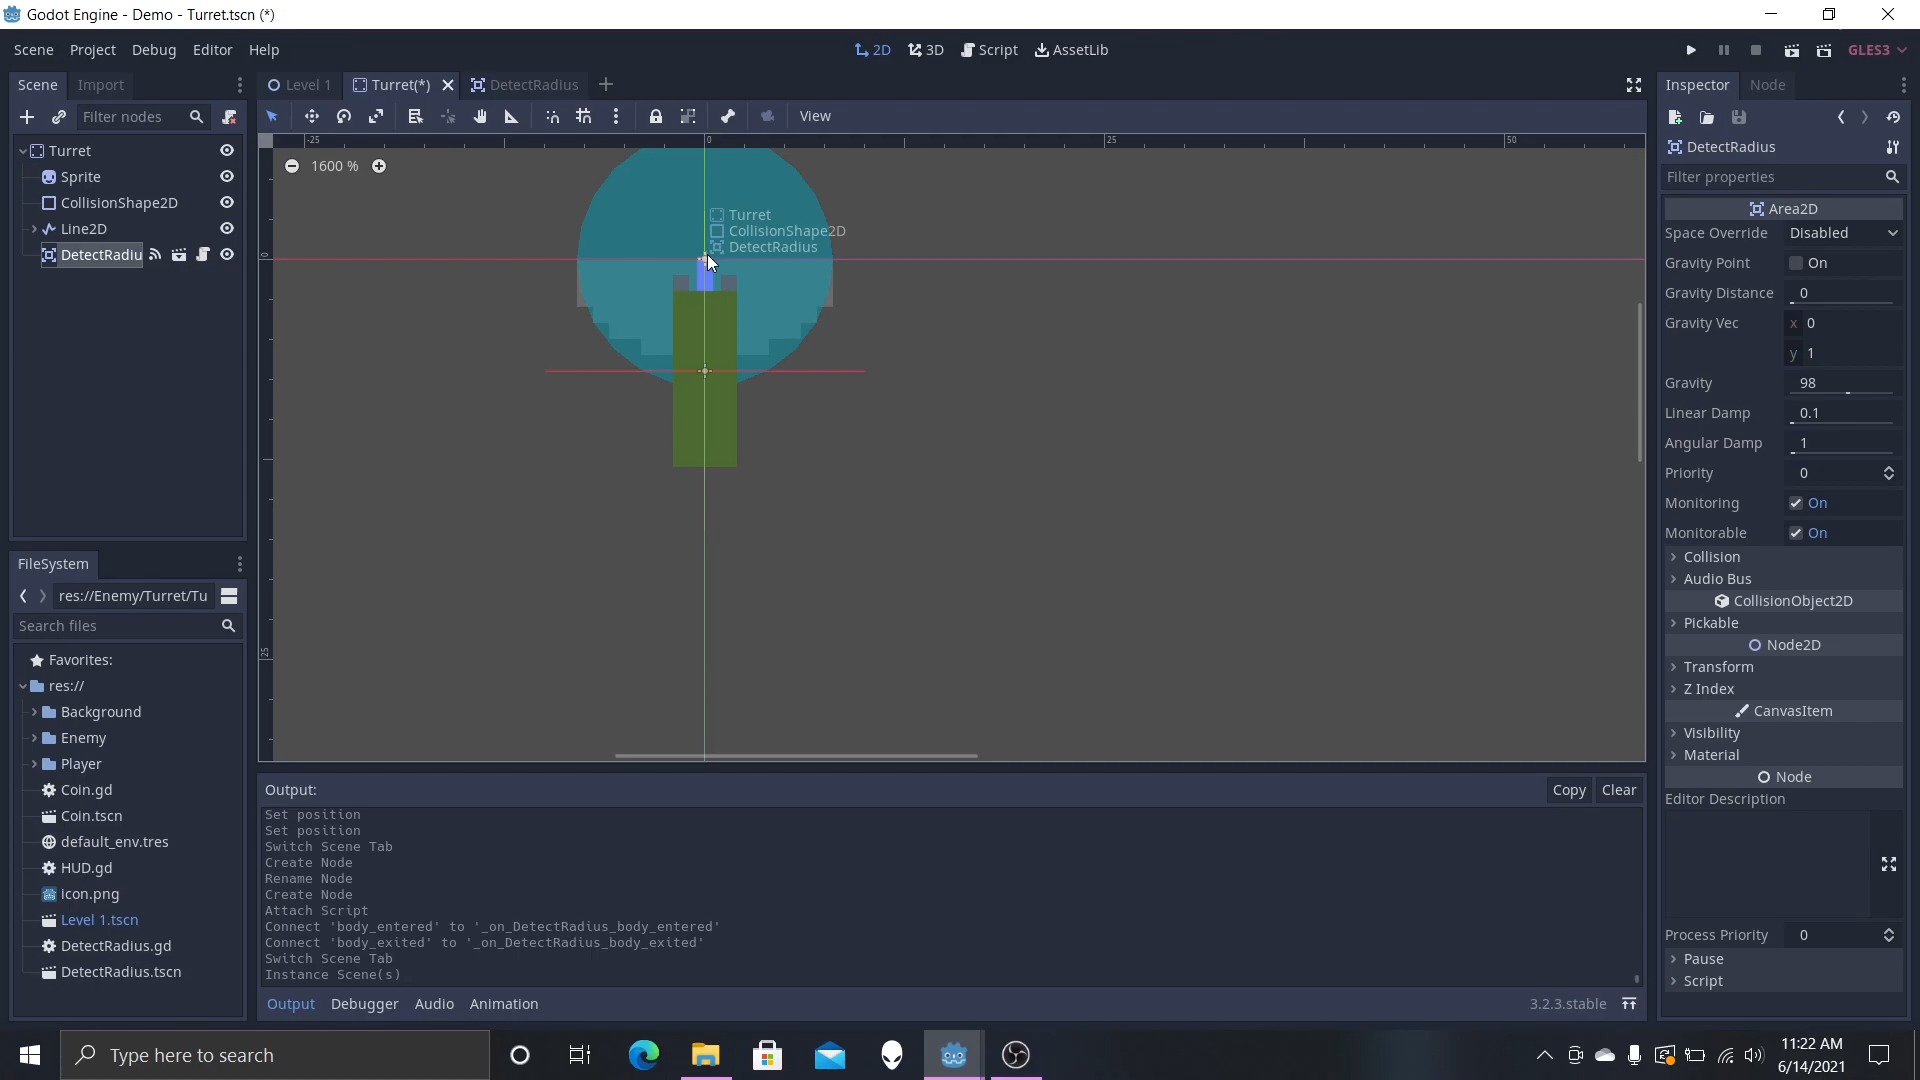 Godot Engine - Demo - Turret.tscn (*)
Scene Project Debug Editor Help
2D 3D Script AssetLib
GLES3
Scene Import
Level 1 Turret(*) DetectRadius
Inspector Node
Filter nodes
View
Turret
Sprite
CollisionShape2D
Line2D
DetectRadiu
-25 0 25 50
1600 %
0
25
Turret
CollisionShape2D
DetectRadius
DetectRadius
Filter properties
Area2D
Space Override Disabled
Gravity Point On
Gravity Distance 0
Gravity Vec x 0
y 1
Gravity 98
Linear Damp 0.1
Angular Damp 1
Priority 0
Monitoring On
Monitorable On
Collision
Audio Bus
CollisionObject2D
Pickable
Node2D
Transform
Z Index
CanvasItem
Visibility
Material
Node
Editor Description
Process Priority 0
Pause
Script
FileSystem
res://Enemy/Turret/Tu
Search files
Favorites:
res://
Background
Enemy
Player
Coin.gd
Coin.tscn
default_env.tres
HUD.gd
icon.png
Level 1.tscn
DetectRadius.gd
DetectRadius.tscn
Output:
Copy Clear
Set position
Set position
Switch Scene Tab
Create Node
Rename Node
Create Node
Attach Script
Connect 'body_entered' to '_on_DetectRadius_body_entered'
Connect 'body_exited' to '_on_DetectRadius_body_exited'
Switch Scene Tab
Instance Scene(s)
Output Debugger Audio Animation
3.2.3.stable
Type here to search
11:22 AM
6/14/2021